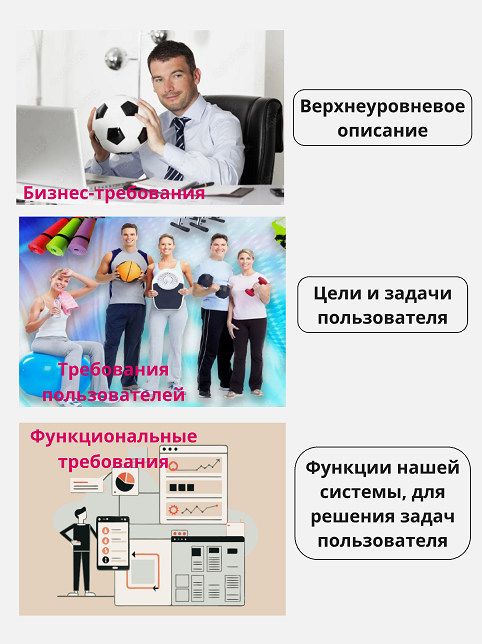 Бизнес-требования
Верхнеуровневое
описание
Требования
пользователей
Цели и задачи
пользователя
Функциональные
требования
Функции нашей
системы, для
решения задач
пользователя